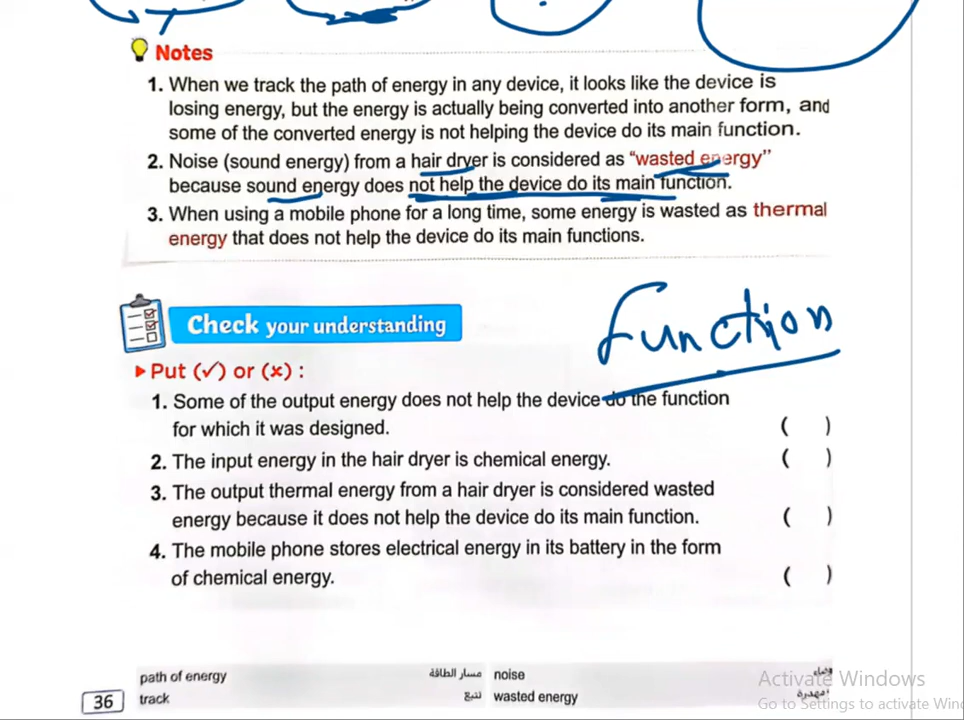 Notes
1. When we track the path of energy in any device, it looks like the device is
losing energy, but the energy is actually being converted into another form, and
some of the converted energy is not helping the device do its main function.
2. Noise (sound energy) from a hair dryer is considered as "wasted energy"
because sound energy does not help the device do its main function.
3. When using a mobile phone for a long time, some energy is wasted as thermal
energy that does not help the device do its main functions.
Check your understanding
function
Put (✓) or (×) :
1. Some of the output energy does not help the device do the function
for which it was designed. ( )
2. The input energy in the hair dryer is chemical energy. ( )
3. The output thermal energy from a hair dryer is considered wasted
energy because it does not help the device do its main function. ( )
4. The mobile phone stores electrical energy in its battery in the form
of chemical energy. ( )
path of energy مسار الطاقة noise
track تتبع wasted energy
36
Activate Windows
Go to Settings to activate Win